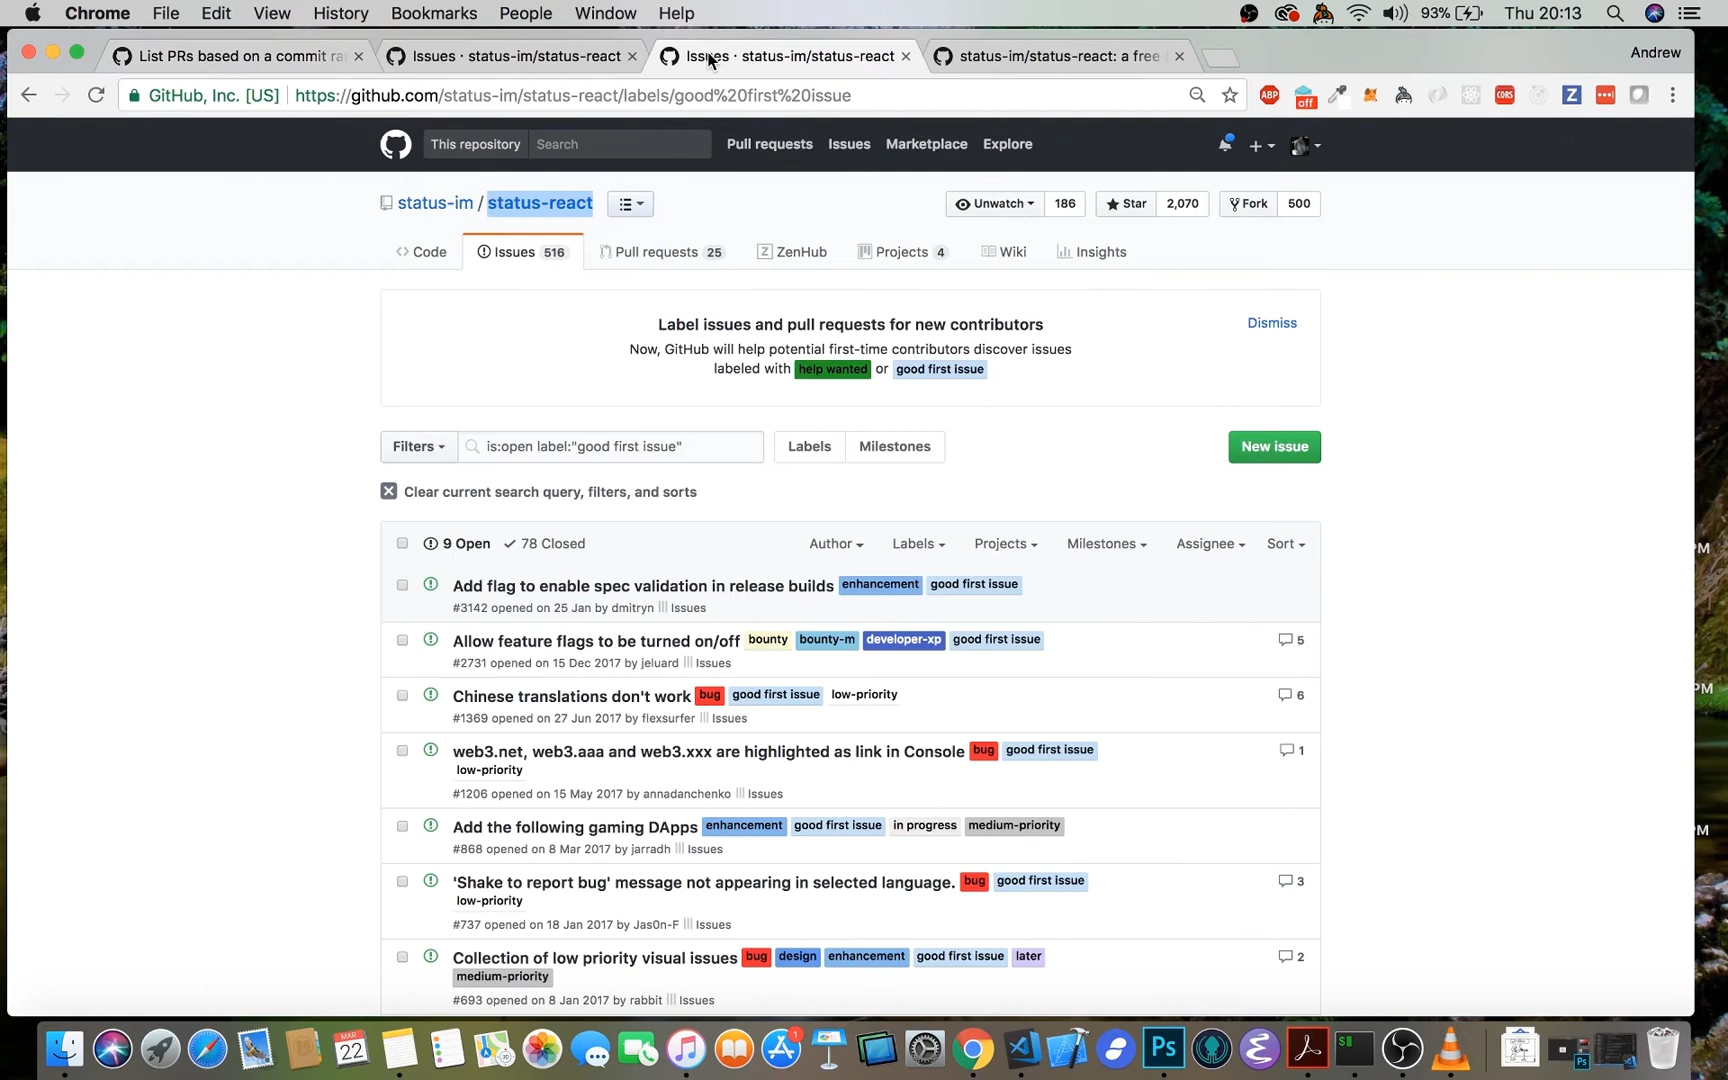 Chrome File Edit View History Bookmarks People Window Help 93% Thu 20:13
List PRs based on a commit ra Issues · status-im/status-react Issues · status-im/status-react status-im/status-react: a free Andrew
GitHub, Inc. [US] https://github.com/status-im/status-react/labels/good%20first%20issue ABP off CORS Z
This repository Search Pull requests Issues Marketplace Explore
status-im / status-react Unwatch 186 Star 2,070 Fork 500
Code Issues 516 Pull requests 25 Z ZenHub Projects 4 Wiki Insights
Label issues and pull requests for new contributors Dismiss
Now, GitHub will help potential first-time contributors discover issues
labeled with help wanted or good first issue
Filters is:open label:"good first issue" Labels Milestones New issue
Clear current search query, filters, and sorts
9 Open 78 Closed Author Labels Projects Milestones Assignee Sort
PM
Add flag to enable spec validation in release builds enhancement good first issue
#3142 opened on 25 Jan by dmitryn Issues
Allow feature flags to be turned on/off bounty bounty-m developer-xp good first issue 5
#2731 opened on 15 Dec 2017 by jeluard Issues
PM
Chinese translations don't work bug good first issue low-priority 6
#1369 opened on 27 Jun 2017 by flexsurfer Issues
web3.net, web3.aaa and web3.xxx are highlighted as link in Console bug good first issue 1
low-priority
#1206 opened on 15 May 2017 by annadanchenko Issues
Add the following gaming DApps enhancement good first issue in progress medium-priority
PM
#868 opened on 8 Mar 2017 by jarradh Issues
'Shake to report bug' message not appearing in selected language. bug good first issue 3
low-priority
#737 opened on 18 Jan 2017 by Jas0n-F Issues
Collection of low priority visual issues bug design enhancement good first issue later 2
medium-priority
#693 opened on 8 Jan 2017 by rabbit Issues
MAR 22 1 Ps $ Ps